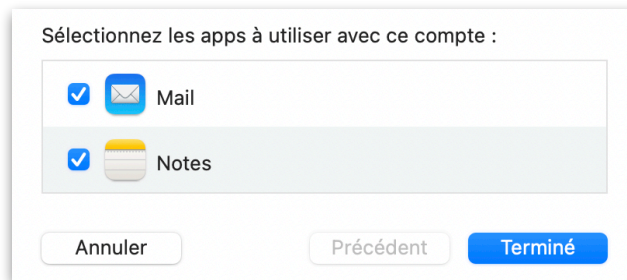 Sélectionnez les apps à utiliser avec ce compte :
Mail
Notes
Annuler Précédent Terminé